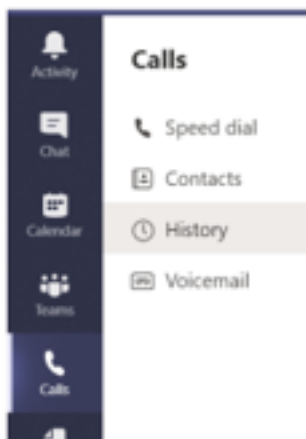 Activity
Chat
Calendar
Teams
Calls
Calls
Speed dial
Contacts
History
Voicemail